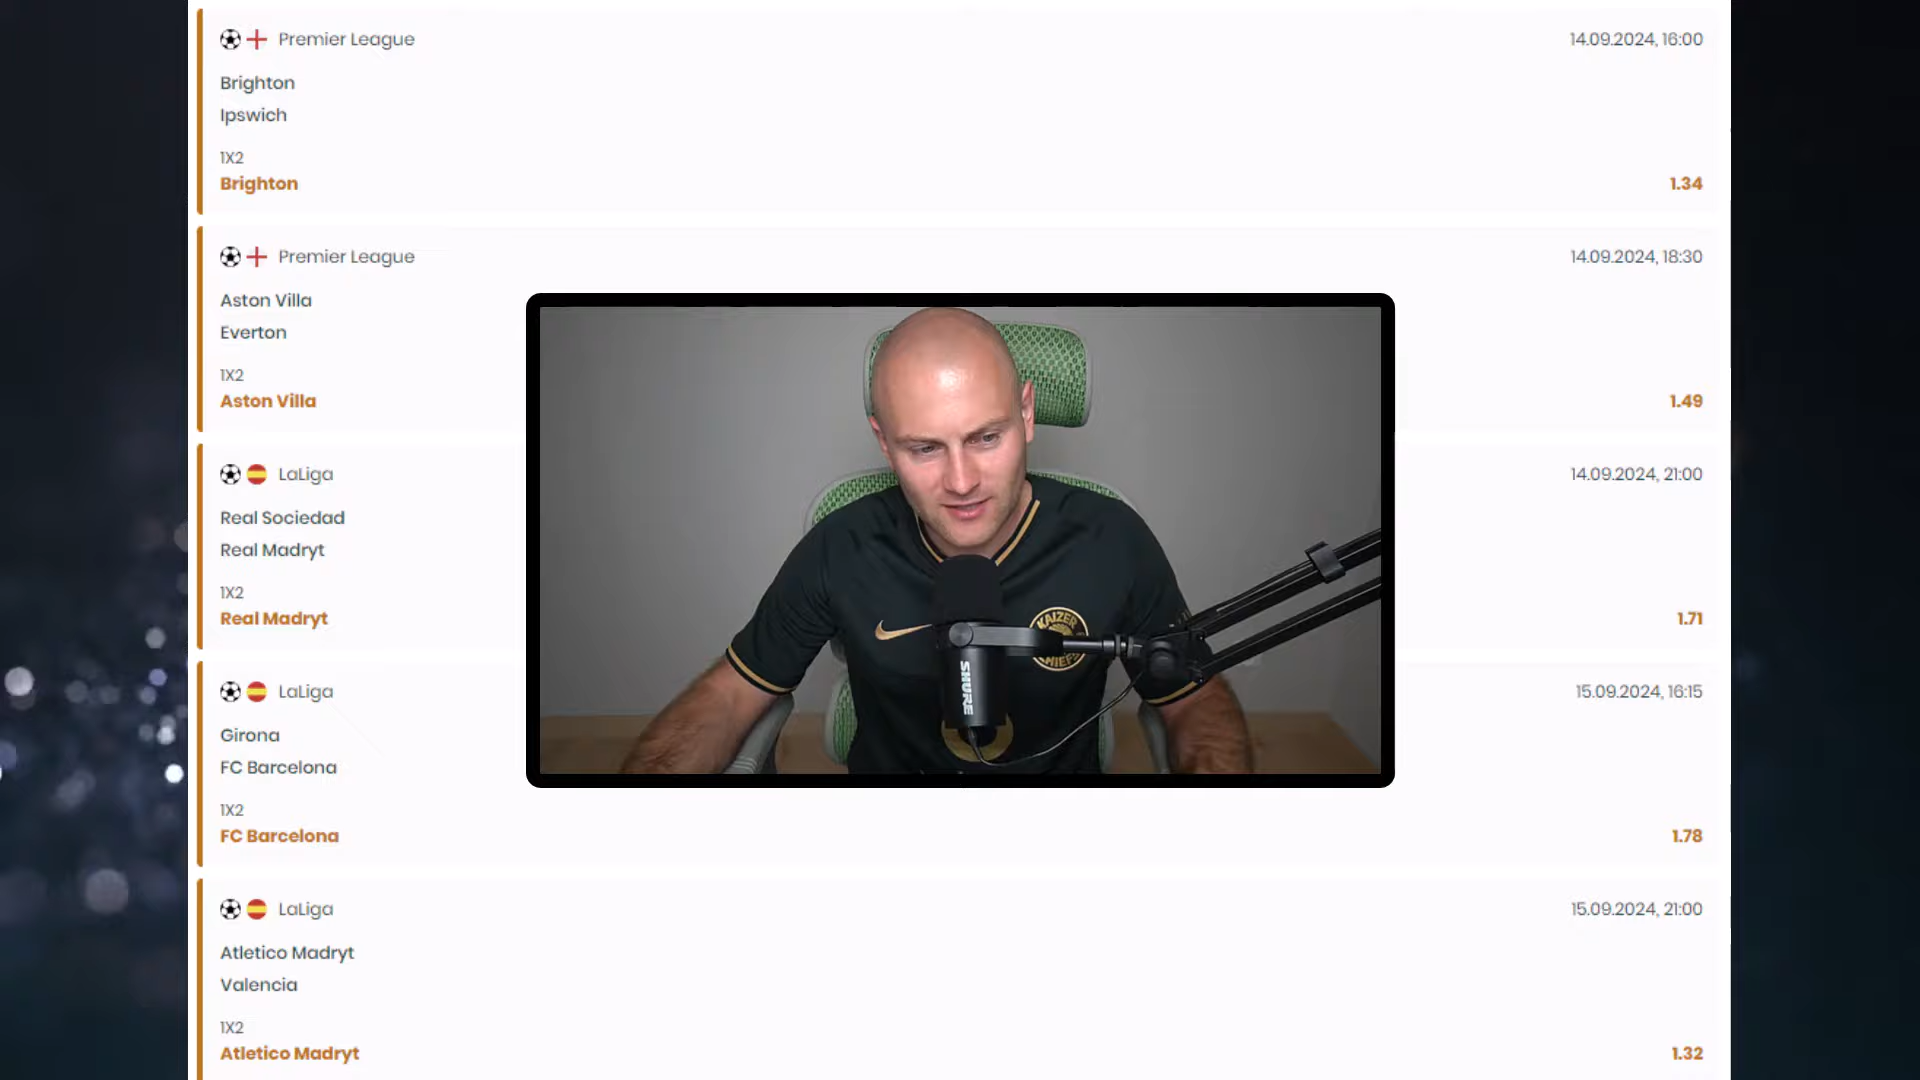 Premier League 14.09.2024, 16:00
Brighton
Ipswich
1X2
Brighton 1.34
Premier League 14.09.2024, 18:30
Aston Villa
Everton
1X2
Aston Villa 1.49
LaLiga 14.09.2024, 21:00
Real Sociedad
Real Madryt
1X2
Real Madryt 1.71
LaLiga 15.09.2024, 16:15
Girona
FC Barcelona
1X2
FC Barcelona 1.78
LaLiga 15.09.2024, 21:00
Atletico Madryt
Valencia
1X2
Atletico Madryt 1.32
KAIZER
CHIEFS
SHURE